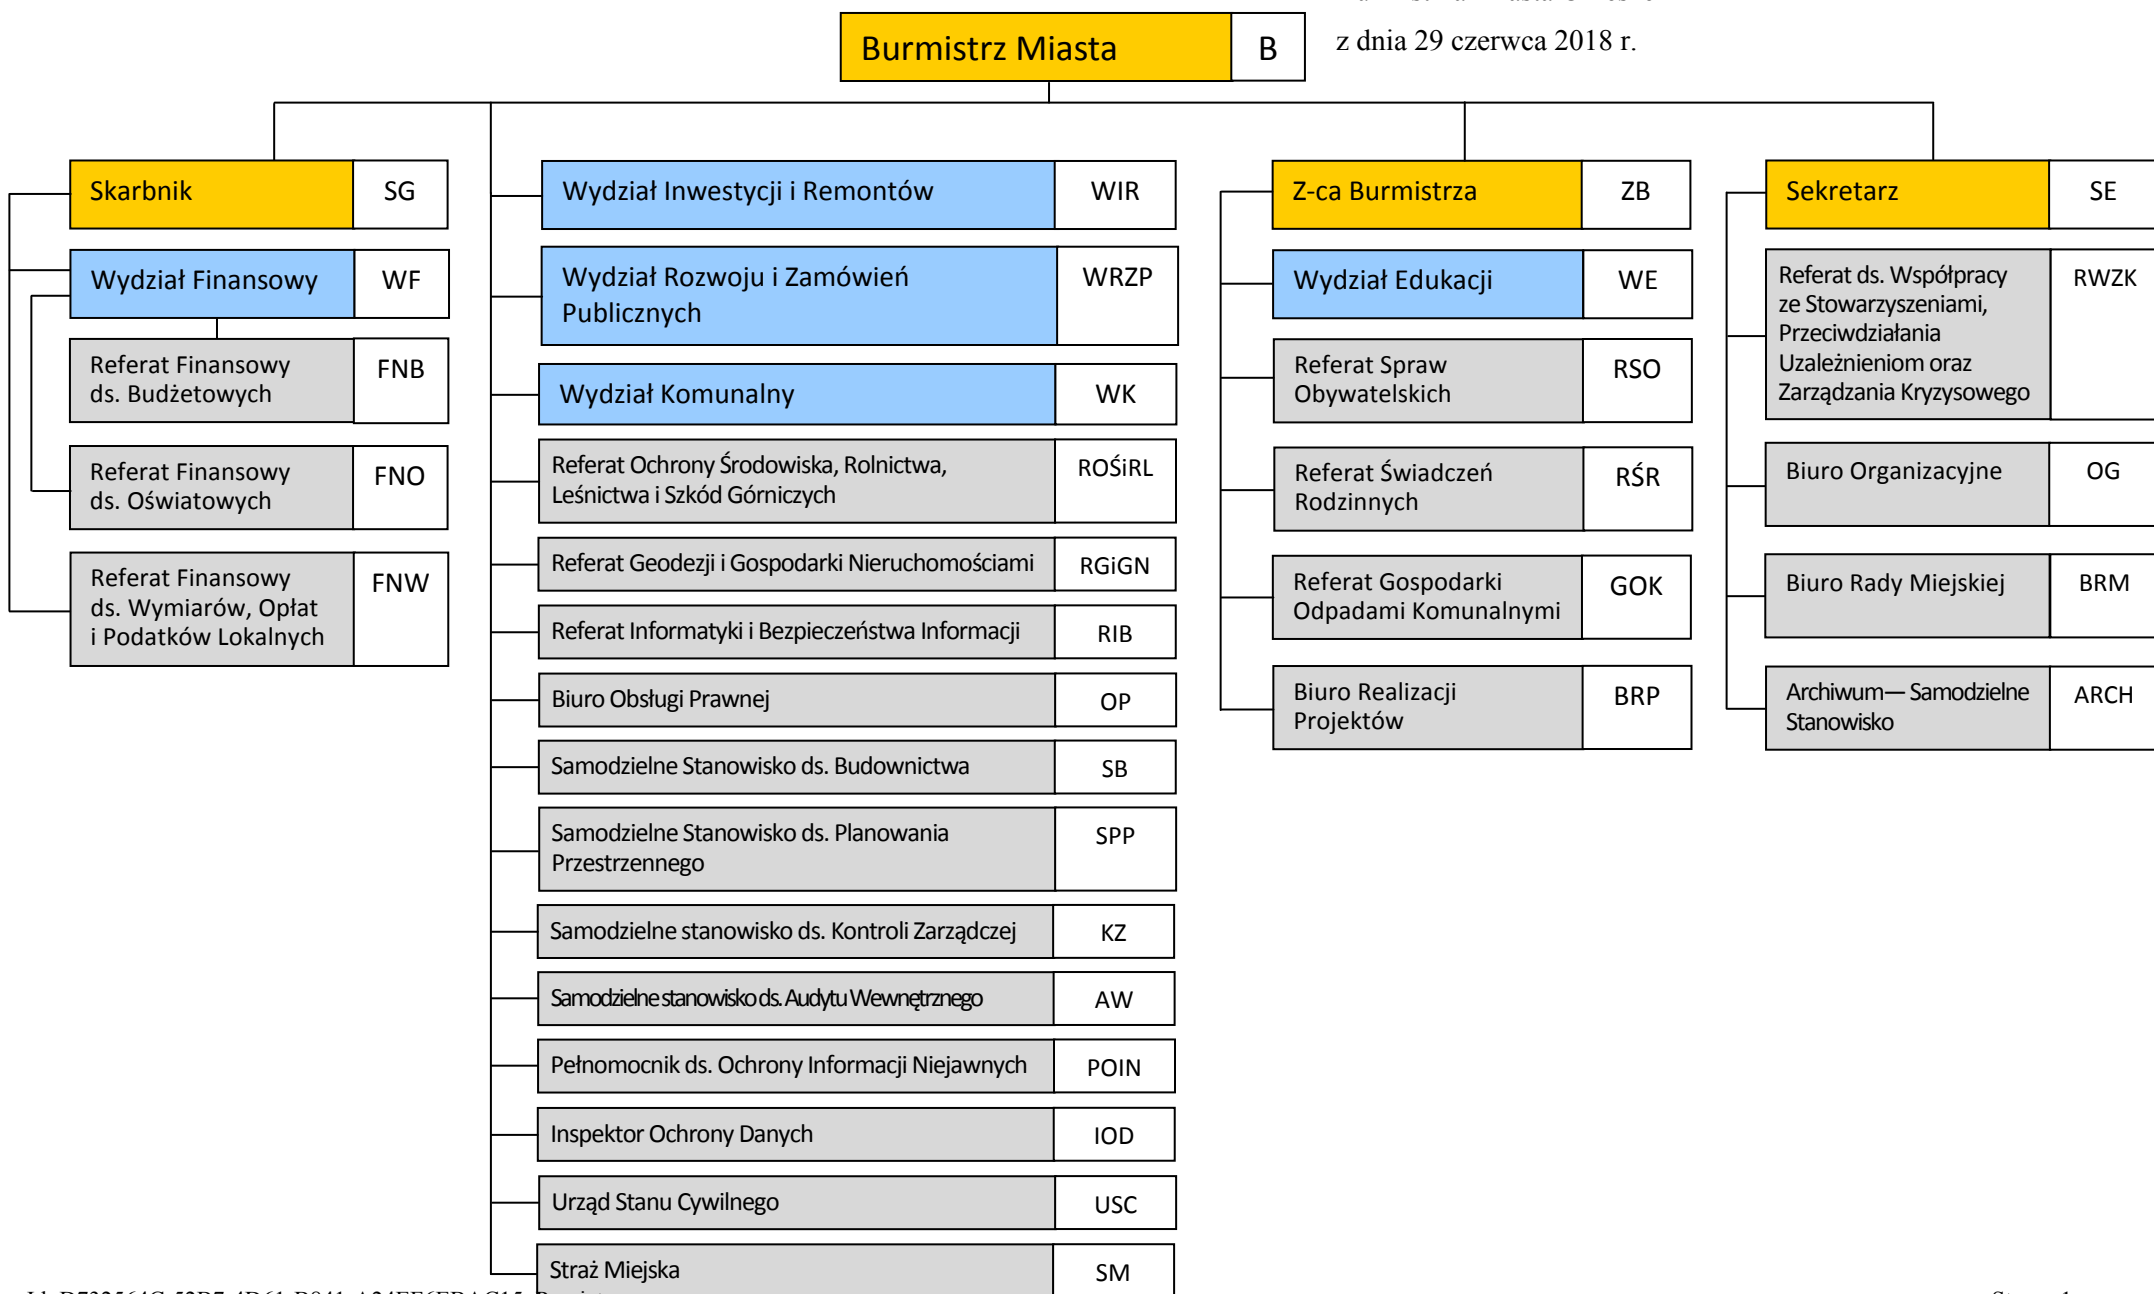 Burmistrz Miasta B
z dnia 29 czerwca 2018 r.
Skarbnik SG
Wydział Finansowy WF
Referat Finansowy FNB
ds. Budżetowych
Referat Finansowy FNO
ds. Oświatowych
Referat Finansowy FNW
ds. Wymiarów, Opłat
i Podatków Lokalnych
Wydział Inwestycji i Remontów WIR
Wydział Rozwoju i Zamówień WRZP
Publicznych
Wydział Komunalny WK
Referat Ochrony Środowiska, Rolnictwa, ROŚiRL
Leśnictwa i Szkód Górniczych
Referat Geodezji i Gospodarki Nieruchomościami RGiGN
Referat Informatyki i Bezpieczeństwa Informacji RIB
Biuro Obsługi Prawnej OP
Samodzielne Stanowisko ds. Budownictwa SB
Samodzielne Stanowisko ds. Planowania SPP
Przestrzennego
Samodzielne stanowisko ds. Kontroli Zarządczej KZ
Samodzielne stanowisko ds. Audytu Wewnętrznego AW
Pełnomocnik ds. Ochrony Informacji Niejawnych POIN
Inspektor Ochrony Danych IOD
Urząd Stanu Cywilnego USC
Straż Miejska SM
Z-ca Burmistrza ZB
Wydział Edukacji WE
Referat Spraw RSO
Obywatelskich
Referat Świadczeń RŚR
Rodzinnych
Referat Gospodarki GOK
Odpadami Komunalnymi
Biuro Realizacji BRP
Projektów
Sekretarz SE
Referat ds. Współpracy RWZK
ze Stowarzyszeniami,
Przeciwdziałania
Uzależnieniom oraz
Zarządzania Kryzysowego
Biuro Organizacyjne OG
Biuro Rady Miejskiej BRM
Archiwum— Samodzielne ARCH
Stanowisko